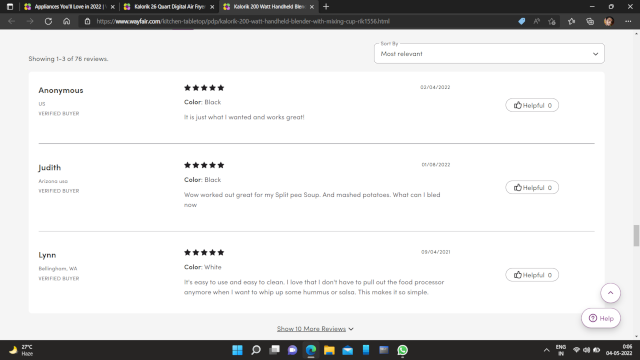 Appliances You'll Love in 2022 |
Kalorik 26 Quart Digital Air Frye
Kalorik 200 Watt Handheld Blen
https://www.wayfair.com/kitchen-tabletop/pdp/kalorik-200-watt-handheld-blender-with-mixing-cup-rik1556.html
Sort By
Most relevant
Showing 1-3 of 76 reviews.
Anonymous
US
VERIFIED BUYER
02/04/2022
Color: Black
It is just what I wanted and works great!
Helpful 0
Judith
Arizona usa
VERIFIED BUYER
01/08/2022
Color: Black
Wow worked out great for my Split pea Soup. And mashed potatoes. What can I bled
now
Helpful 0
Lynn
Bellingham, WA
VERIFIED BUYER
09/04/2021
Color: White
It's easy to use and easy to clean. I love that I don't have to pull out the food processor
anymore when I want to whip up some hummus or salsa. This makes it so simple.
Helpful 0
Help
Show 10 More Reviews
27°C
Haze
ENG
IN
0:06
04-05-2022